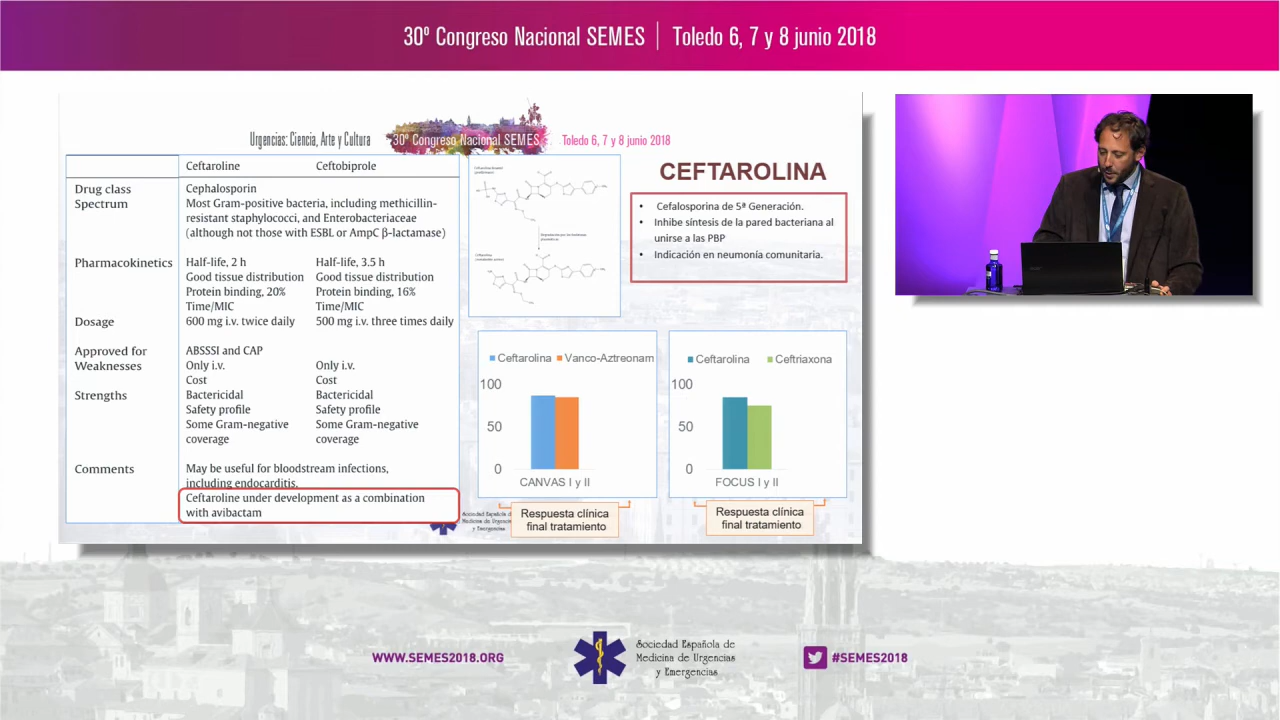 30º Congreso Nacional SEMES | Toledo 6, 7 y 8 junio 2018
Urgencias: Ciencia, Arte y Cultura
30º Congreso Nacional SEMES
Toledo 6, 7 y 8 junio 2018
Ceftaroline Ceftobiprole
Drug class Cephalosporin
Spectrum Most Gram-positive bacteria, including methicillin-
resistant staphylococci, and Enterobacteriaceae
(although not those with ESBL or AmpC β-lactamase)
Pharmacokinetics Half-life, 2 h Half-life, 3.5 h
Good tissue distribution Good tissue distribution
Protein binding, 20% Protein binding, 16%
Time/MIC Time/MIC
Dosage 600 mg i.v. twice daily 500 mg i.v. three times daily
Approved for ABSSSI and CAP
Weaknesses Only i.v. Only i.v.
Cost Cost
Strengths Bactericidal Bactericidal
Safety profile Safety profile
Some Gram-negative Some Gram-negative
coverage coverage
Comments May be useful for bloodstream infections,
including endocarditis.
Ceftaroline under development as a combination
with avibactam
CEFTAROLINA
• Cefalosporina de 5ª Generación.
• Inhibe síntesis de la pared bacteriana al
unirse a las PBP
• Indicación en neumonía comunitaria.
Ceftarolina Vanco-Aztreonam
100
50
0
CANVAS I y II
Respuesta clínica
final tratamiento
Ceftarolina Ceftriaxona
100
50
0
FOCUS I y II
Respuesta clínica
final tratamiento
Sociedad Española de
Medicina de Urgencias
y Emergencias
WWW.SEMES2018.ORG
Sociedad Española de
Medicina de Urgencias
y Emergencias
#SEMES2018